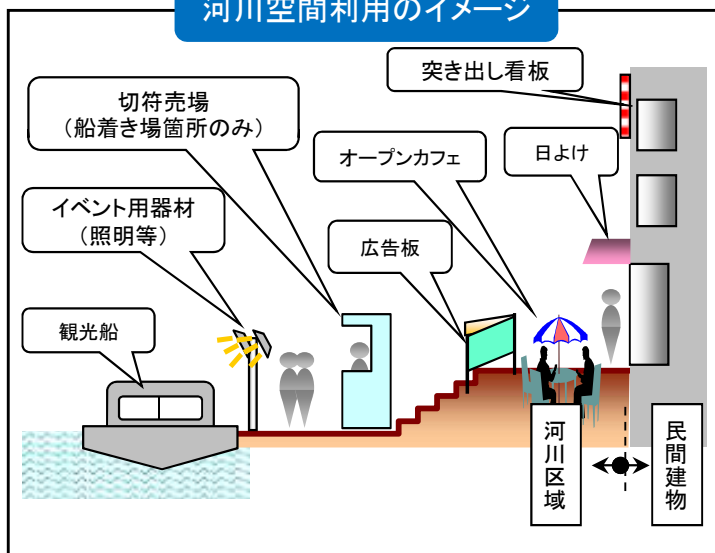 河川空間利用のイメージ
突き出し看板
切符売場
（船着き場箇所のみ）
オープンカフェ
日よけ
イベント用器材
（照明等）
広告板
観光船
河川区域
民間建物